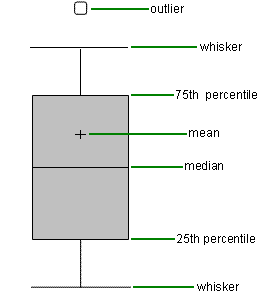 outlier
whisker
75th percentile
mean
median
25th percentile
whisker